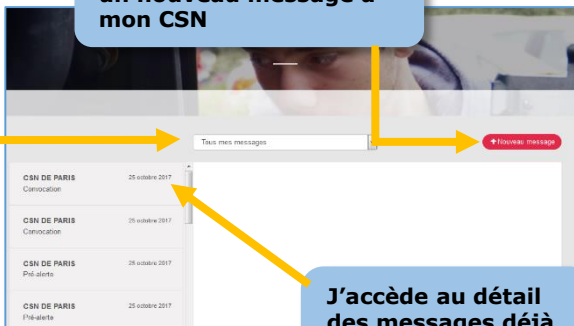 un nouveau message à
mon CSN
Tous mes messages
+Nouveau message
CSN DE PARIS 25 octobre 2017
Convocation
CSN DE PARIS 25 octobre 2017
Convocation
CSN DE PARIS 25 octobre 2017
Pré-alerte
CSN DE PARIS 25 octobre 2017
Pré-alerte
J’accède au détail
des messages déjà